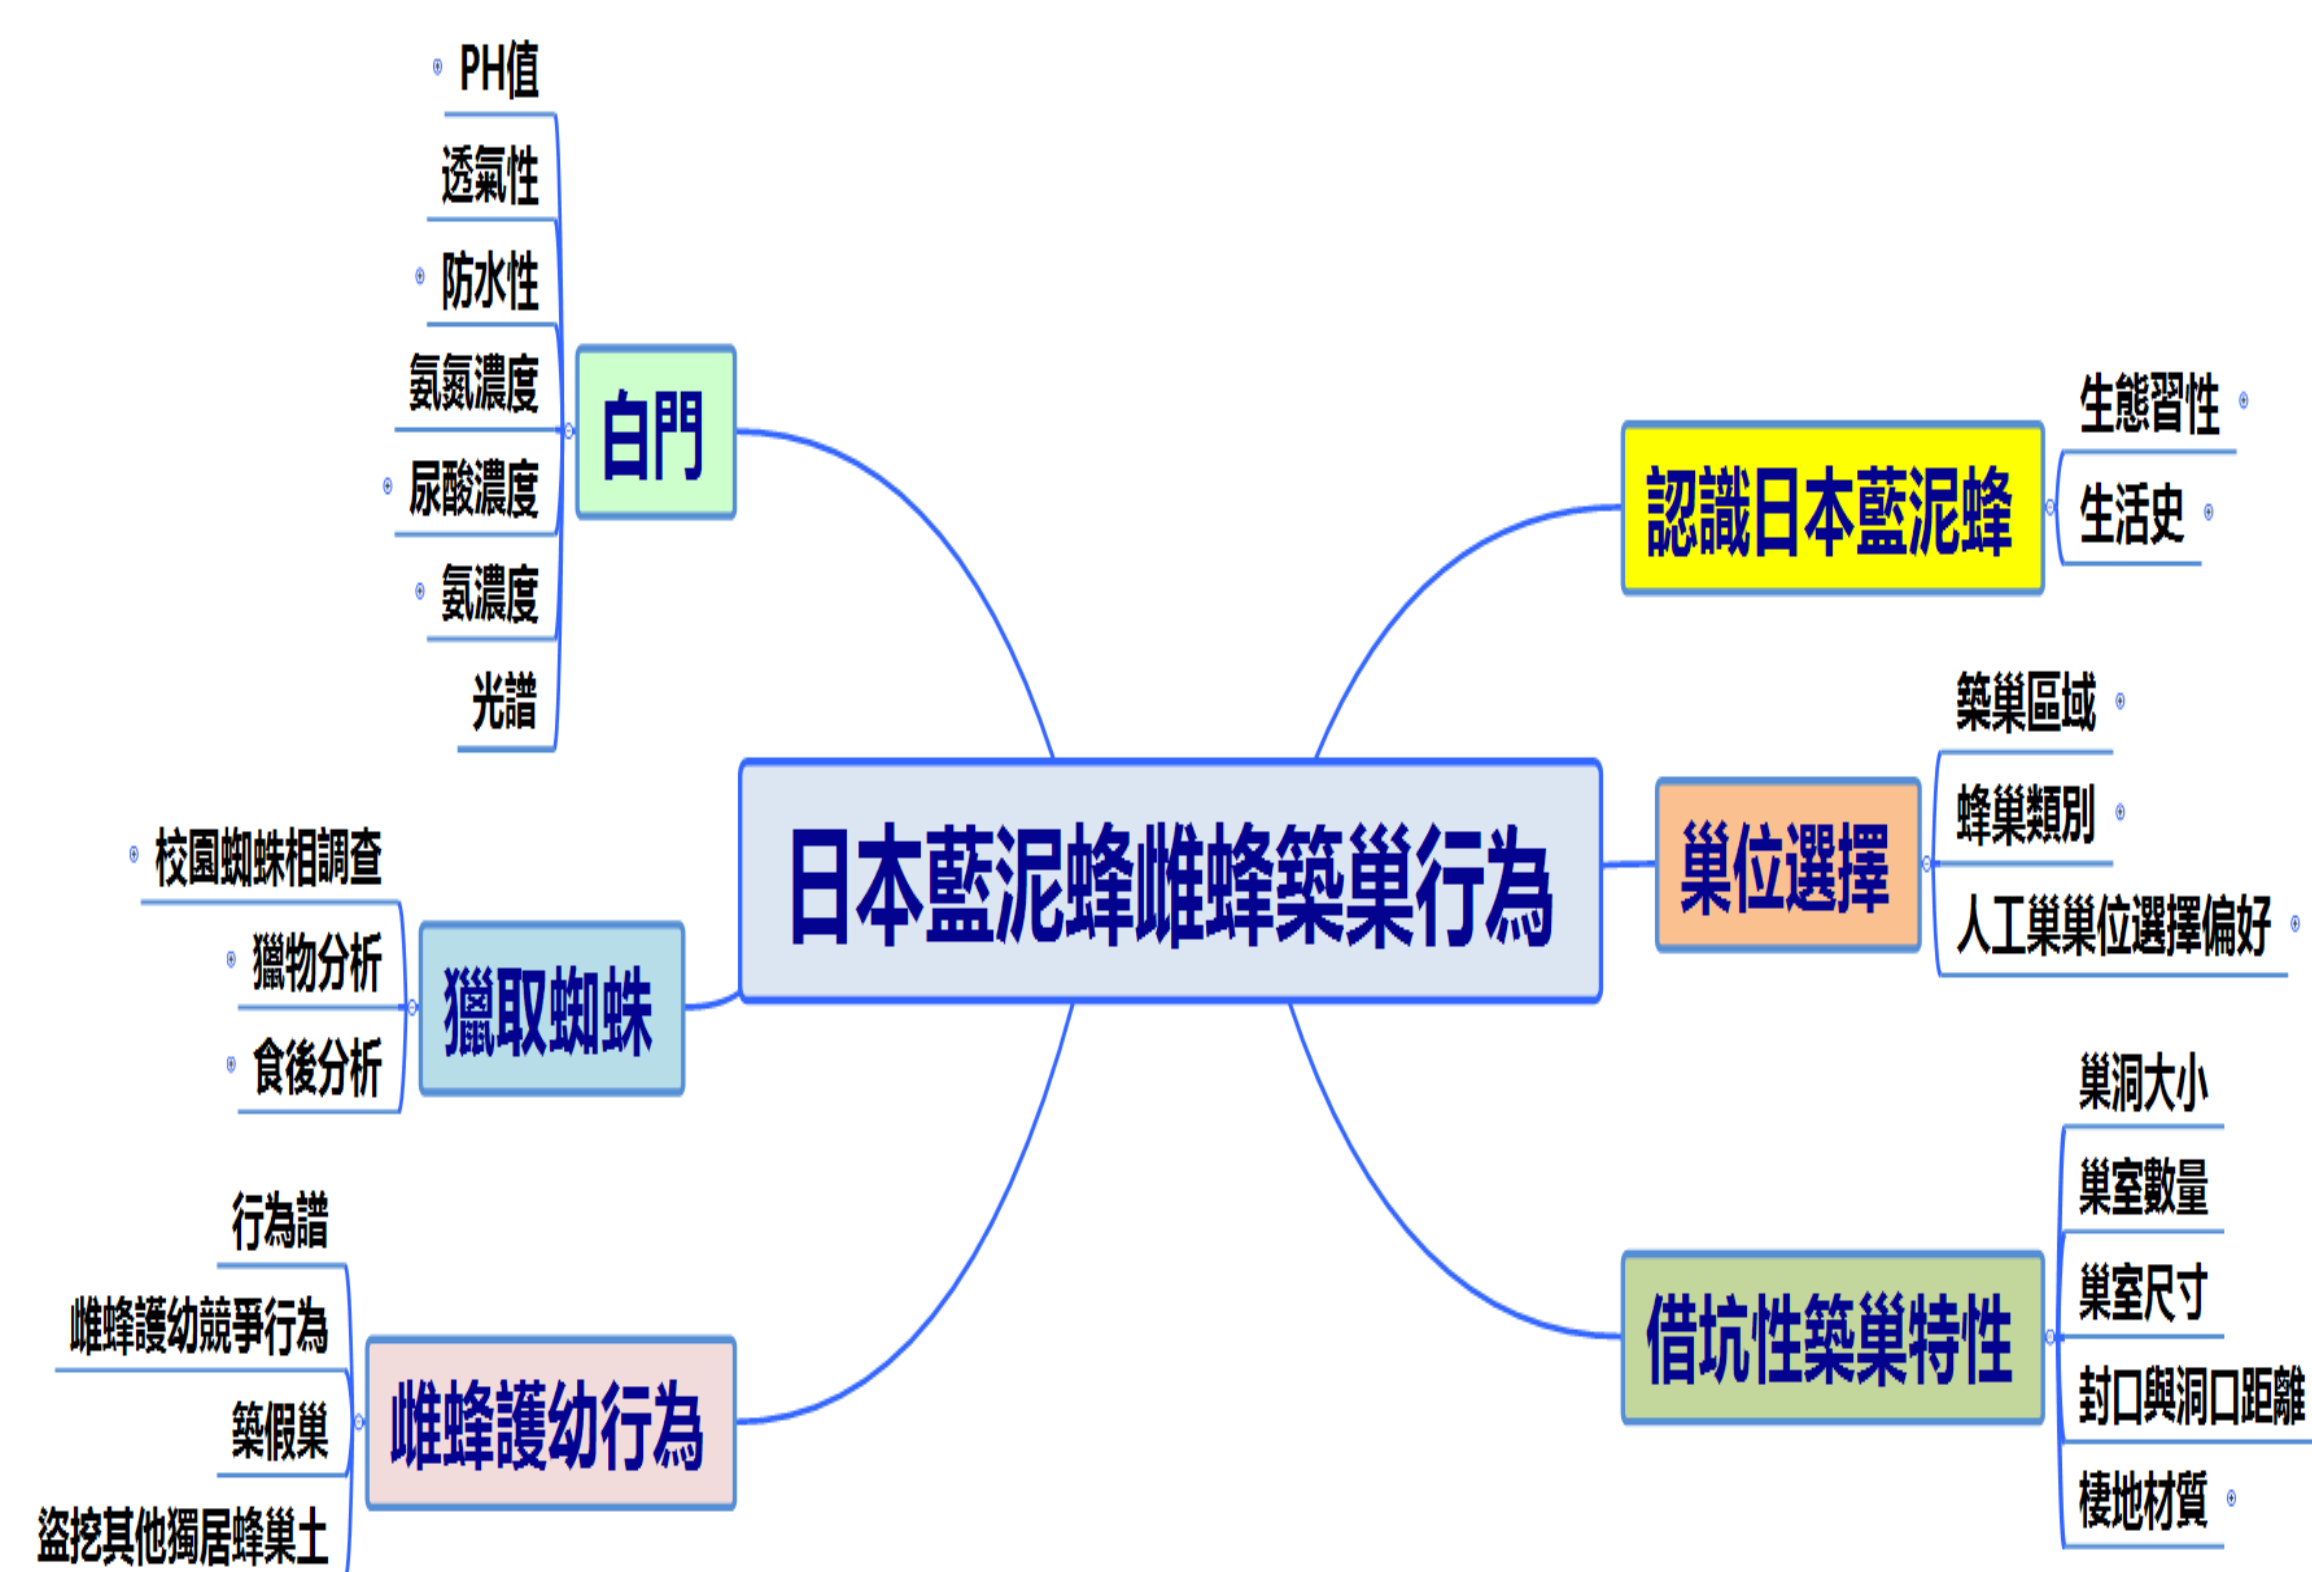 日本藍泥蜂雌蜂築巢行為
認識日本藍泥蜂
生態習性
生活史
巢位選擇
築巢區域
蜂巢類別
人工巢巢位選擇偏好
借坑性築巢特性
巢洞大小
巢室數量
巢室尺寸
封口與洞口距離
棲地材質
白門
PH值
透氣性
防水性
氨氮濃度
尿酸濃度
氨濃度
光譜
獵取蜘蛛
校園蜘蛛相調查
獵物分析
食後分析
雌蜂護幼行為
行為譜
雌蜂護幼競爭行為
築假巢
盜挖其他獨居蜂巢土